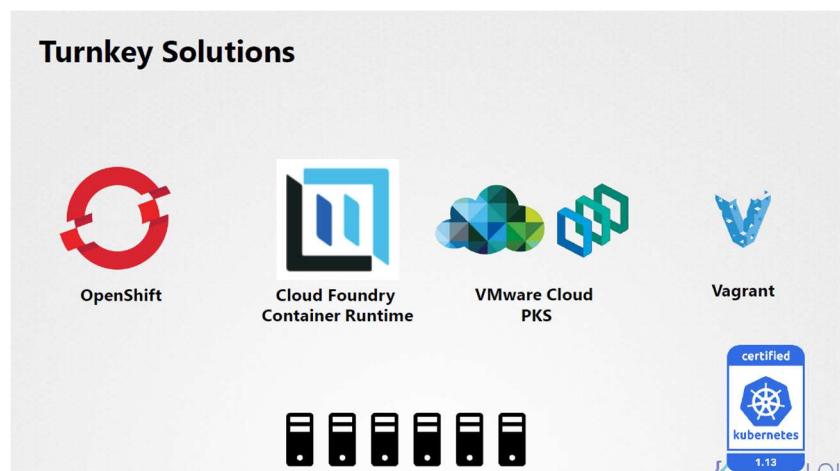 Turnkey Solutions
OpenShift
Cloud Foundry
Container Runtime
VMware Cloud
PKS
Vagrant
certified
kubernetes
1.13